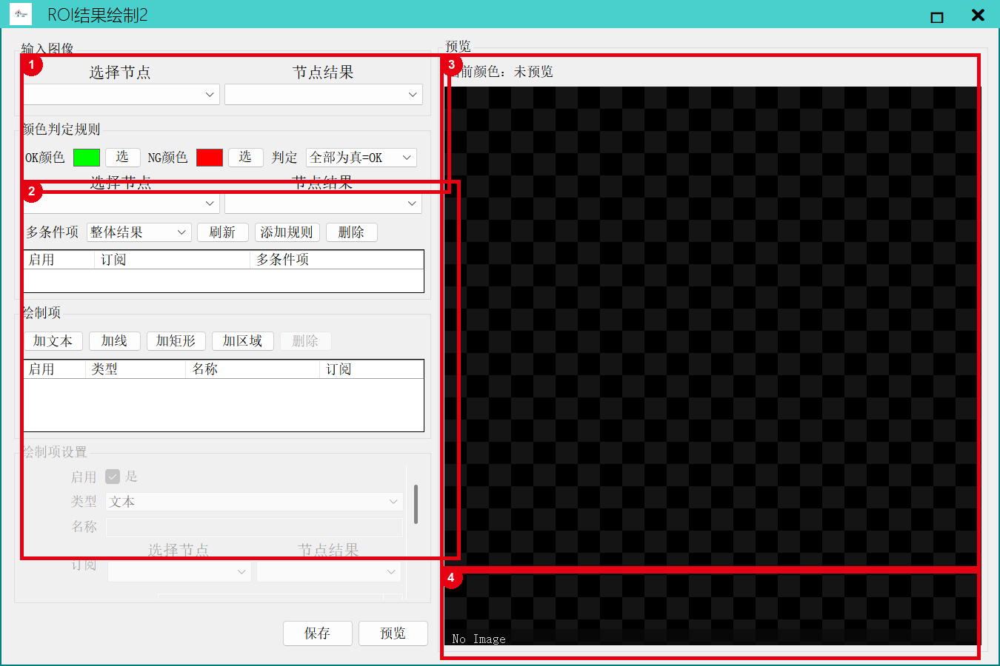 ROI结果绘制2
输入图像
1
选择节点 节点结果
颜色判定规则
OK颜色 选 NG颜色 选 判定 全部为真=OK
选择节点 节点结果
2
多条件项 整体结果 刷新 添加规则 删除
启用 订阅 多条件项
绘制项
加文本 加线 加矩形 加区域 删除
启用 类型 名称 订阅
绘制项设置
启用 是
类型 文本
名称
选择节点 节点结果
订阅
保存 预览
预览
3
前颜色: 未预览
4
No Image